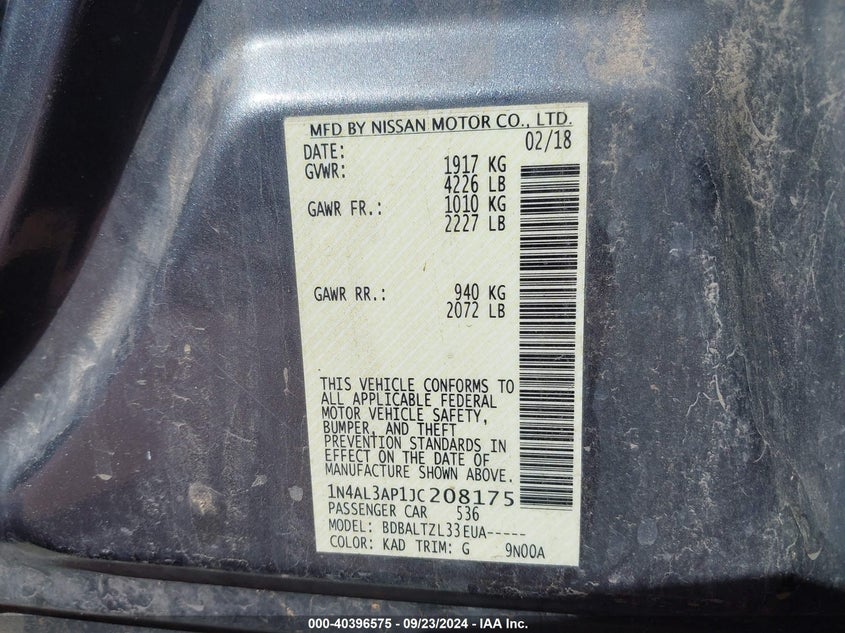 MFD BY NISSAN MOTOR CO., LTD.
DATE: 02/18
GVWR: 1917 KG
4226 LB
GAWR FR.: 1010 KG
2227 LB
GAWR RR.: 940 KG
2072 LB
THIS VEHICLE CONFORMS TO
ALL APPLICABLE FEDERAL
MOTOR VEHICLE SAFETY,
BUMPER, AND THEFT
PREVENTION STANDARDS IN
EFFECT ON THE DATE OF
MANUFACTURE SHOWN ABOVE.
1N4AL3AP1JC208175
PASSENGER CAR 536
MODEL: BDBALTZL33EUA-----
COLOR: KAD TRIM: G 9N00A
000-40396575 - 09/23/2024 - IAA Inc.